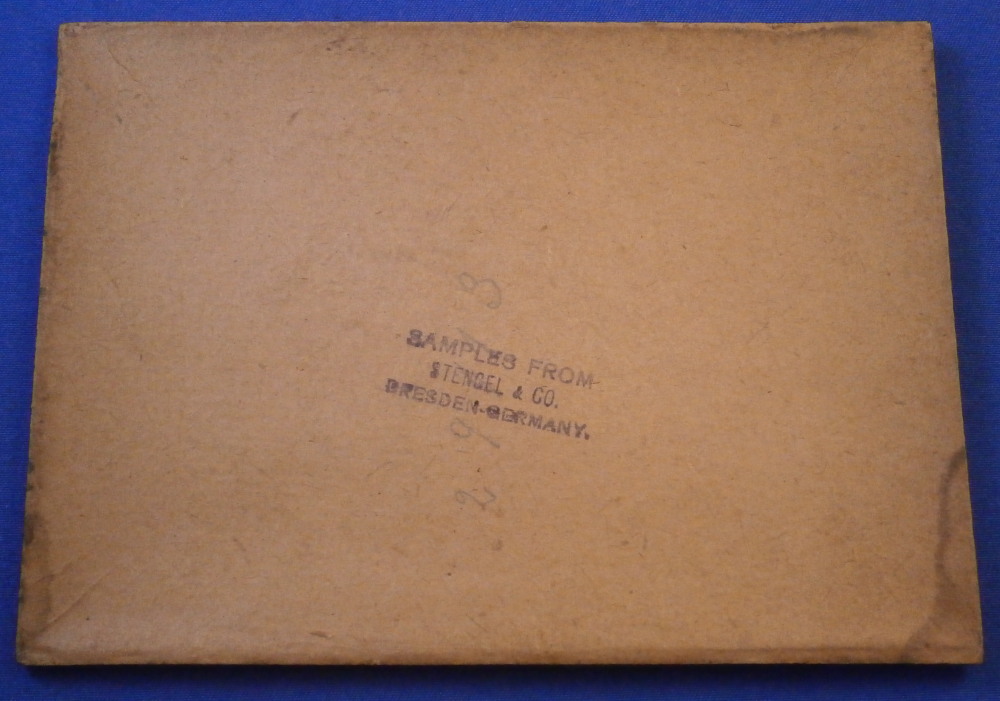 SAMPLES FROM
STENGEL & CO.
DRESDEN-GERMANY.